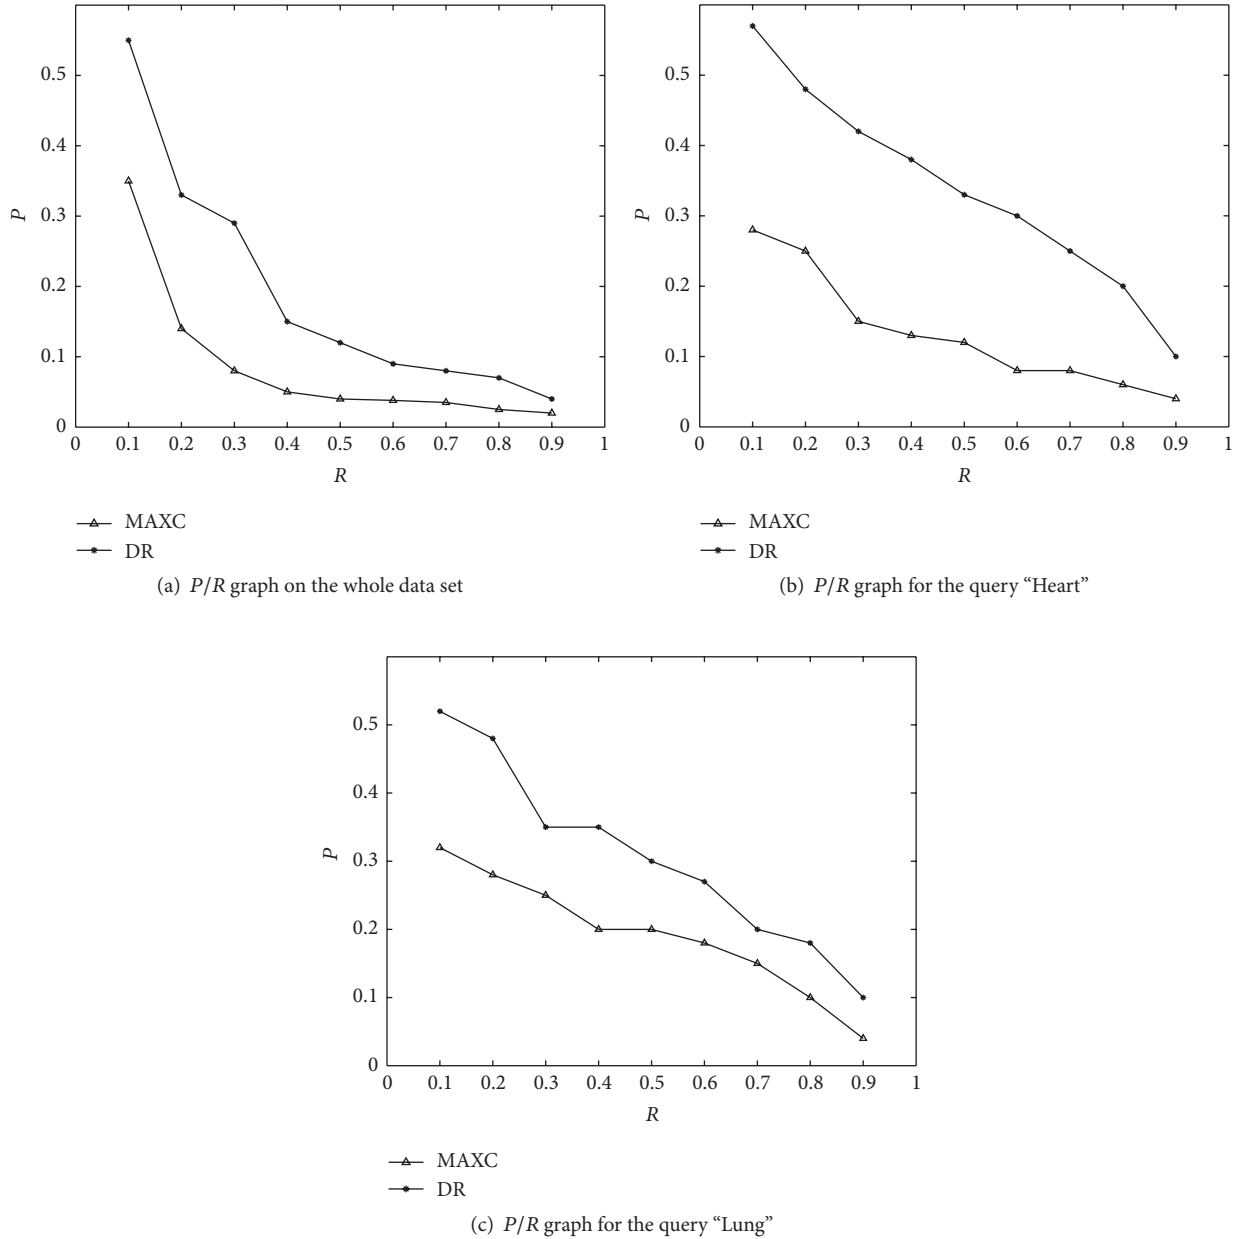 0.5
0.4
0.3
0.2
0.1
0
P
0 0.1 0.2 0.3 0.4 0.5 0.6 0.7 0.8 0.9 1
R
MAXC
DR
(a) P/R graph on the whole data set
0.5
0.4
0.3
0.2
0.1
0
P
0 0.1 0.2 0.3 0.4 0.5 0.6 0.7 0.8 0.9 1
R
MAXC
DR
(b) P/R graph for the query “Heart”
0.5
0.4
0.3
0.2
0.1
0
P
0 0.1 0.2 0.3 0.4 0.5 0.6 0.7 0.8 0.9 1
R
MAXC
DR
(c) P/R graph for the query “Lung”